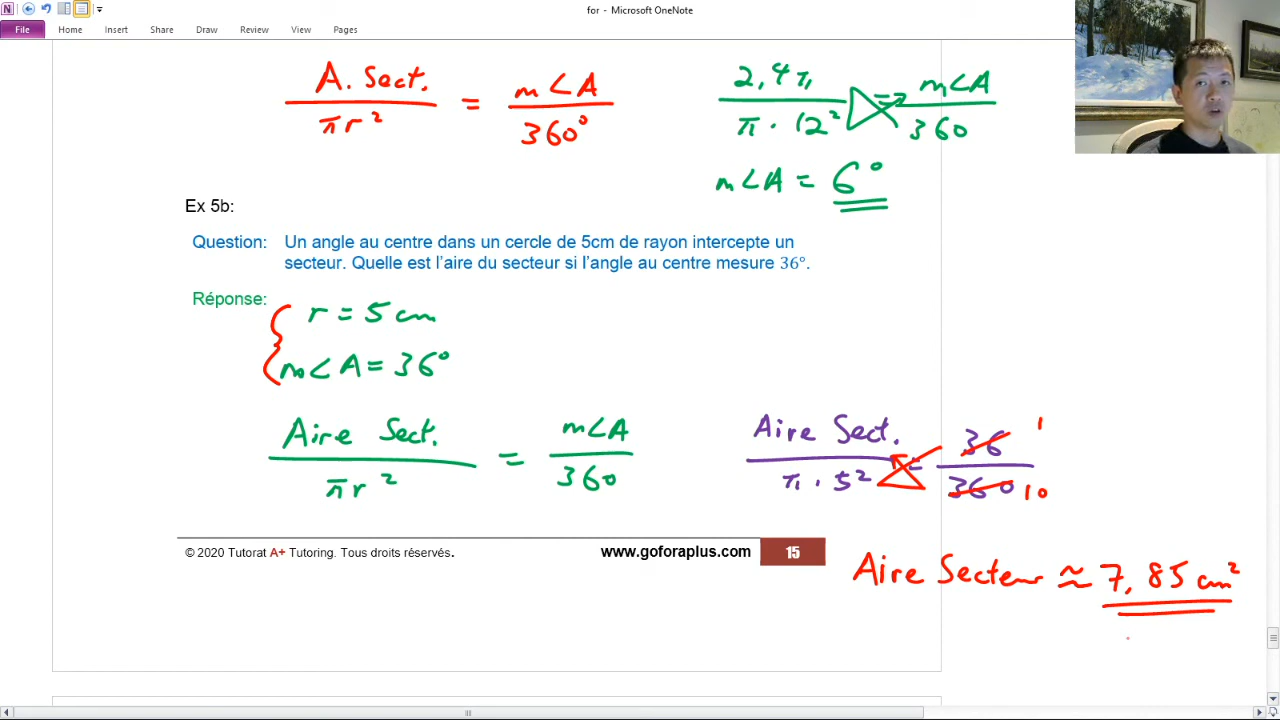 for - Microsoft OneNote
File Home Insert Share Draw Review View Pages
A. Sect. / πr² = m∠A / 360°
2,4π / π · 12² = m∠A / 360
m∠A = 6°
Ex 5b:
Question: Un angle au centre dans un cercle de 5cm de rayon intercepte un
secteur. Quelle est l'aire du secteur si l'angle au centre mesure 36°.
Réponse:
r = 5 cm
m∠A = 36°
Aire Sect. / πr² = m∠A / 360
Aire Sect. / π · 5² = 36 / 360
1
10
© 2020 Tutorat A+ Tutoring. Tous droits réservés.
www.goforaplus.com
15
Aire Secteur ≈ 7,85 cm²